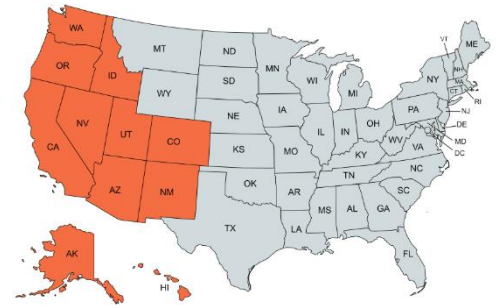 WA
MT
ND
MN
VT
ME
OR
ID
SD
WI
MI
NY
NH
MA
CT
RI
WY
IA
PA
NJ
NE
OH
DE
NV
UT
CO
IL
IN
WV
MD
DC
CA
KS
MO
KY
VA
NC
AZ
NM
OK
AR
TN
SC
TX
LA
MS
AL
GA
FL
AK
HI